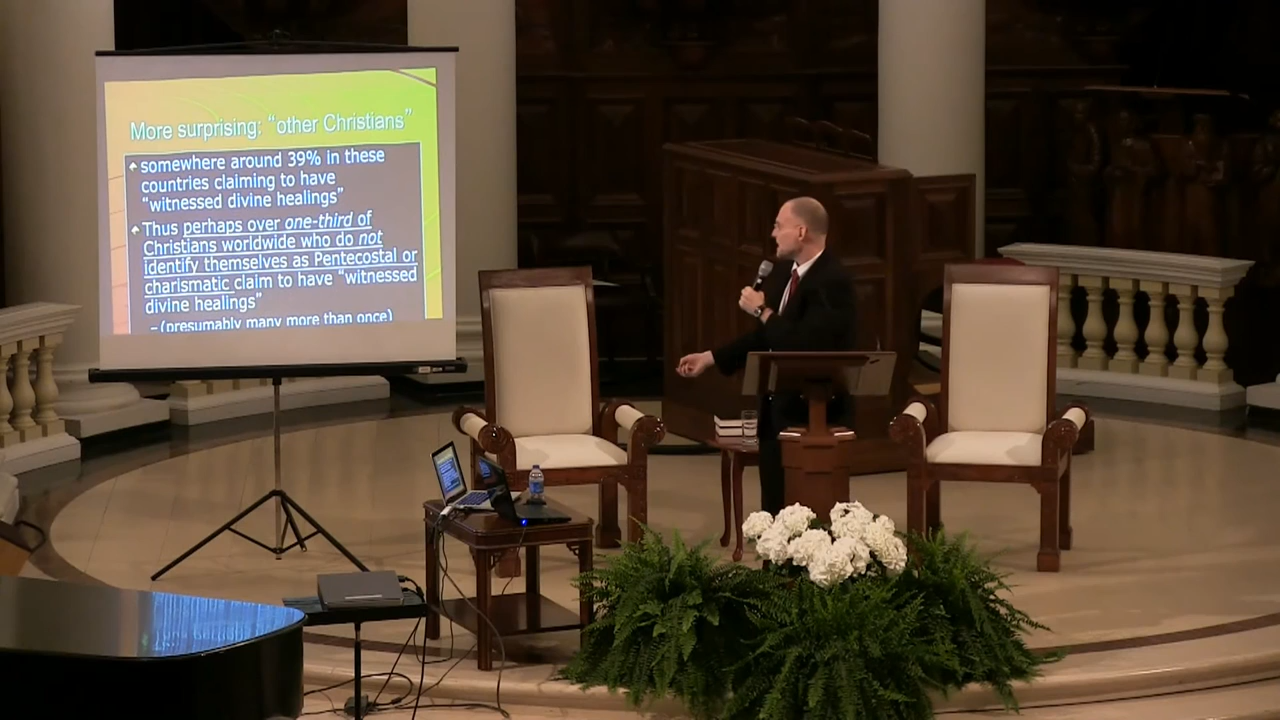 More surprising: “other Christians”
somewhere around 39% in these
countries claiming to have
“witnessed divine healings”
Thus perhaps over one-third of
Christians worldwide who do not
identify themselves as Pentecostal or
charismatic claim to have “witnessed
divine healings”
–(presumably many more than once)